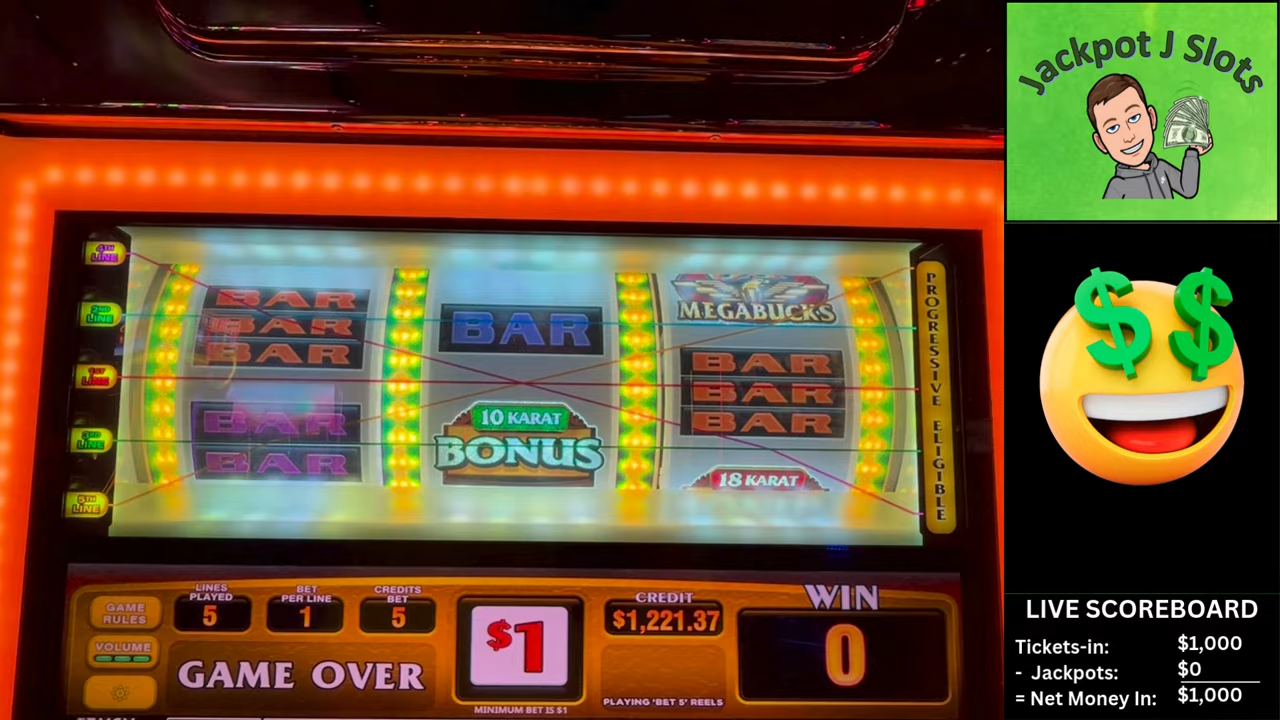 Jackpot J Slots
4TH LINE
2ND LINE
1ST LINE
3RD LINE
5TH LINE
BAR
BAR
BAR
BAR
BAR
BAR
10 KARAT
BONUS
MEGABUCKS
BAR
BAR
BAR
18 KARAT
PROGRESSIVE ELIGIBLE
GAME RULES
VOLUME
LINES PLAYED
5
BET PER LINE
1
CREDITS BET
5
GAME OVER
$1
MINIMUM BET IS $1
CREDIT
$1,221.37
PLAYING 'BET 5' REELS
WIN
0
LIVE SCOREBOARD
Tickets-in: $1,000
- Jackpots: $0
= Net Money In: $1,000